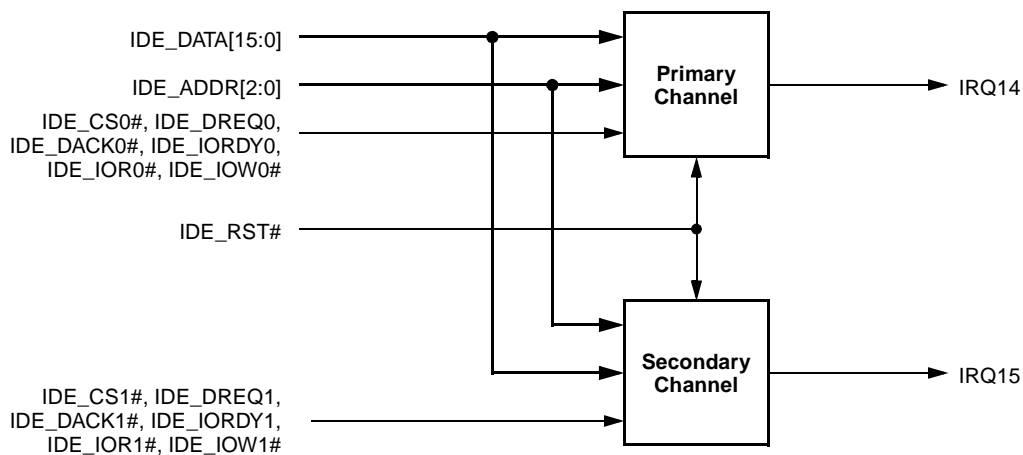 IDE_DATA[15:0]
IDE_ADDR[2:0]
IDE_CS0#, IDE_DREQ0,
IDE_DACK0#, IDE_IORDY0,
IDE_IOR0#, IDE_IOW0#
IDE_RST#
Primary
Channel
IRQ14
Secondary
Channel
IRQ15
IDE_CS1#, IDE_DREQ1,
IDE_DACK1#, IDE_IORDY1,
IDE_IOR1#, IDE_IOW1#